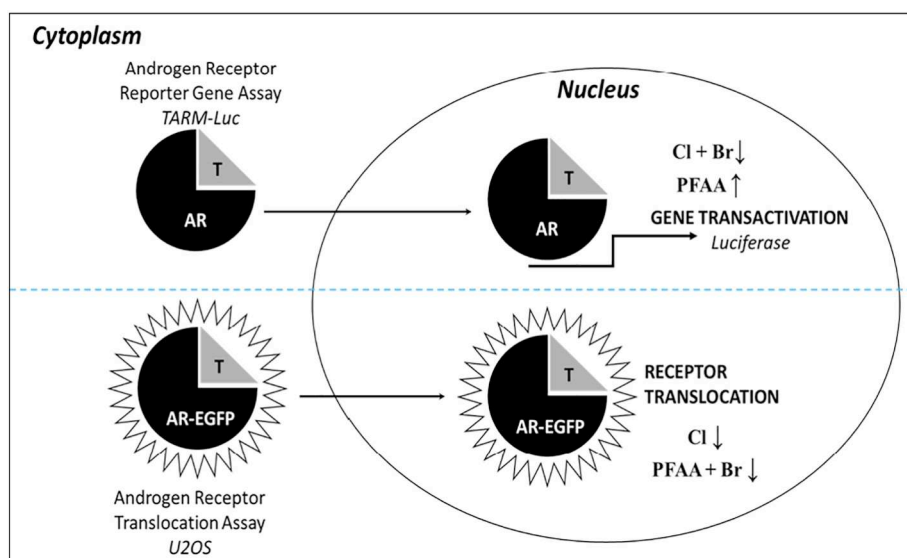 Cytoplasm
Androgen Receptor
Reporter Gene Assay
TARM-Luc
T
AR
Nucleus
T
AR
Cl + Br↓
PFAA ↑
GENE TRANSACTIVATION
Luciferase
T
AR-EGFP
Androgen Receptor
Translocation Assay
U2OS
T
AR-EGFP
RECEPTOR
TRANSLOCATION
Cl ↓
PFAA + Br ↓